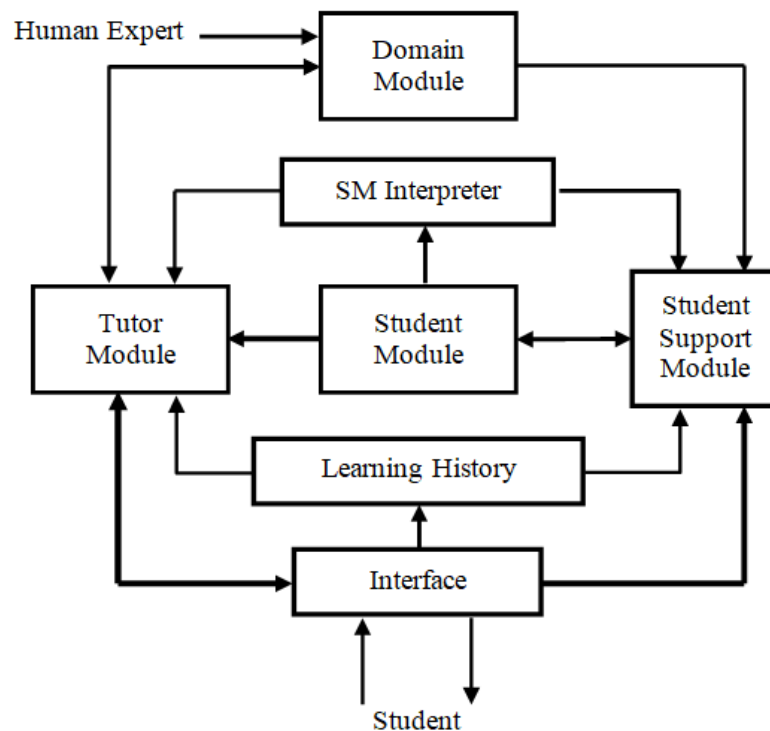 Human Expert
Domain
Module
SM Interpreter
Tutor
Module
Student
Module
Student
Support
Module
Learning History
Interface
Student